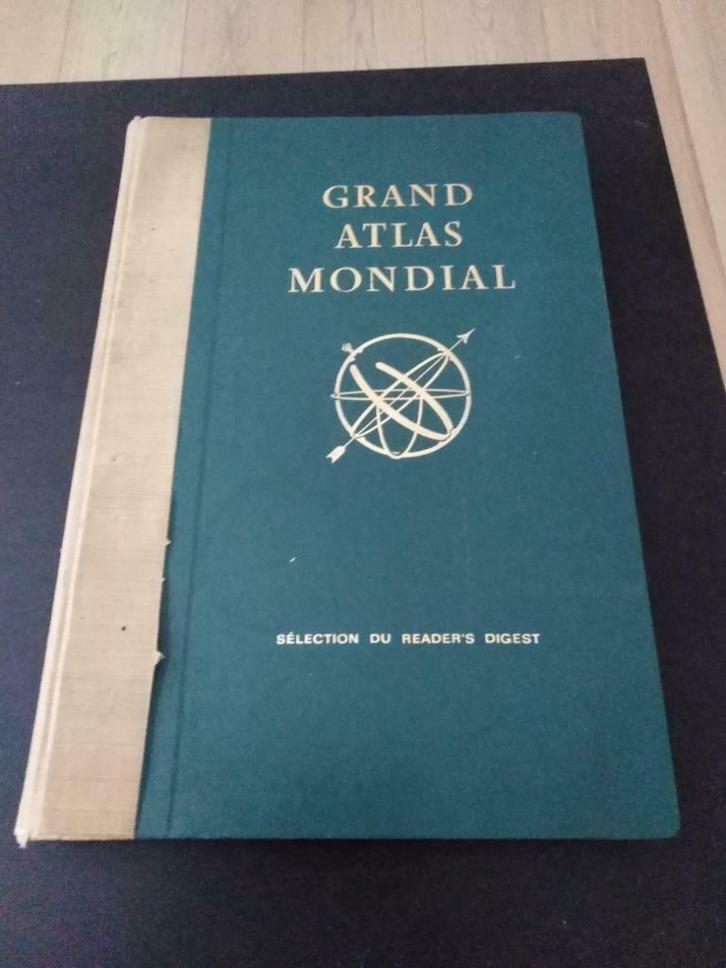 GRAND
ATLAS
MONDIAL
SÉLECTION DU READER'S DIGEST